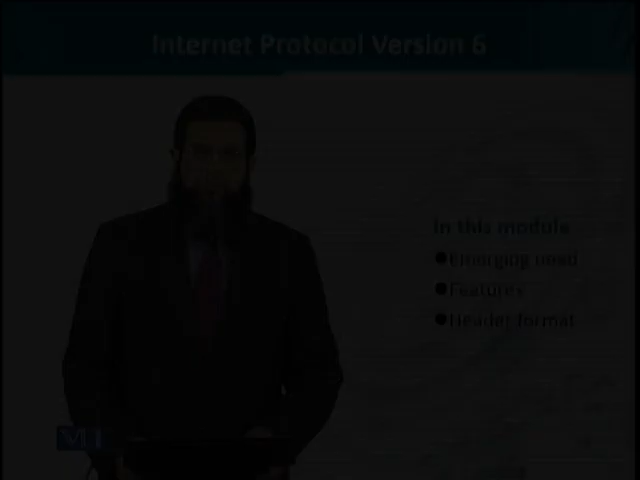 Internet Protocol Version 6
In this module
●Emerging need
●Features
●Header format